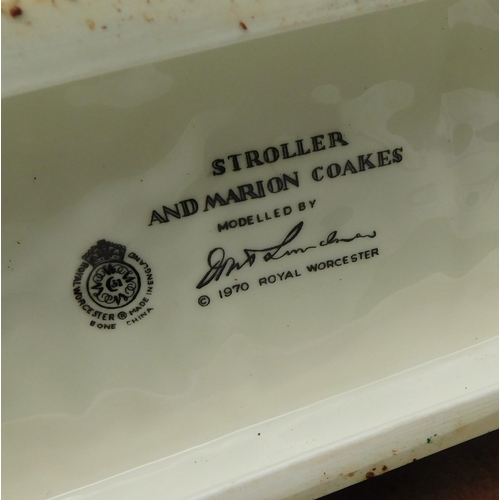 STROLLER
AND MARION COAKES
MODELLED BY
© 1970 ROYAL WORCESTER
ROYAL WORCESTER ® MADE IN ENGLAND
BONE CHINA